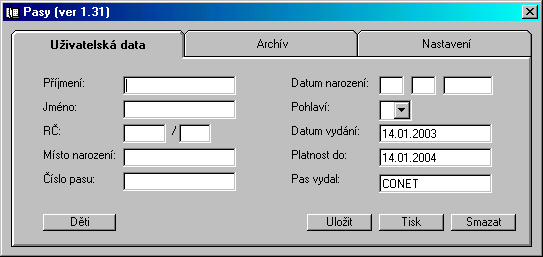 Pasy (ver 1.31)
Uživatelská data
Archív
Nastavení
Příjmení:
Jméno:
RČ: /
Místo narození:
Číslo pasu:
Datum narození:
Pohlaví:
Datum vydání: 14.01.2003
Platnost do: 14.01.2004
Pas vydal: CONET
Děti
Uložit
Tisk
Smazat